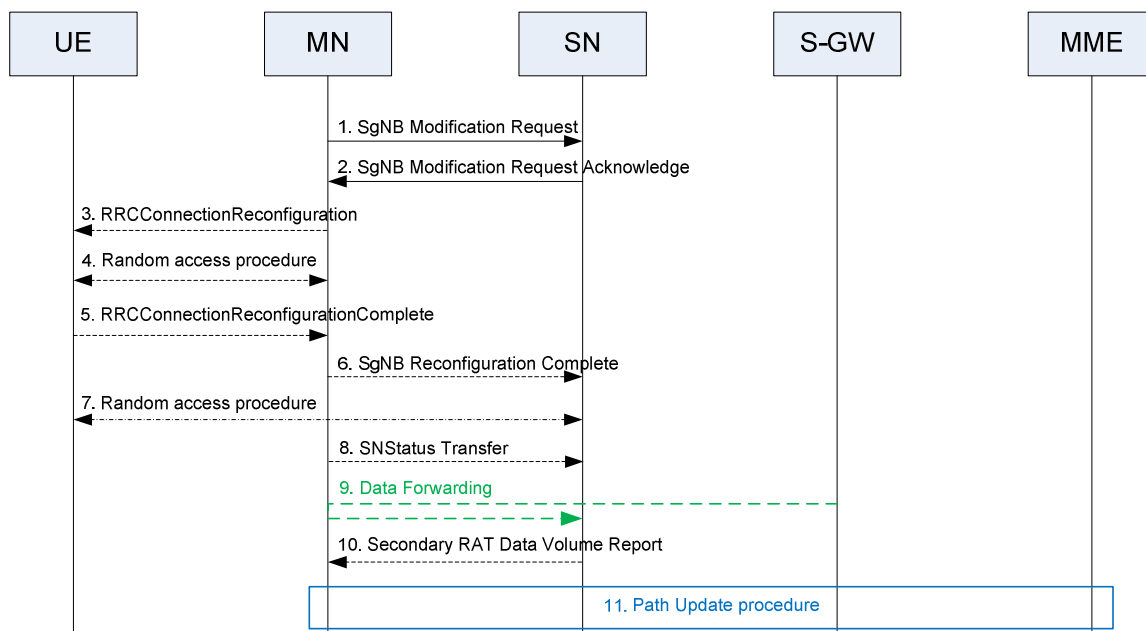 UE
MN
SN
S-GW
MME
1. SgNB Modification Request
2. SgNB Modification Request Acknowledge
3. RRCConnectionReconfiguration
4. Random access procedure
5. RRCConnectionReconfigurationComplete
6. SgNB Reconfiguration Complete
7. Random access procedure
8. SNStatus Transfer
9. Data Forwarding
10. Secondary RAT Data Volume Report
11. Path Update procedure